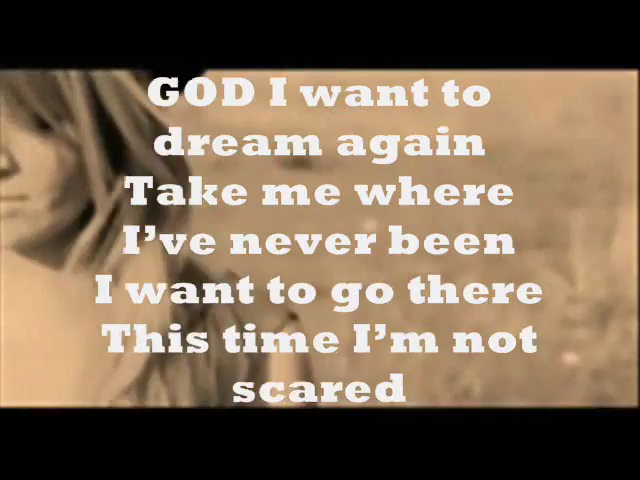 GOD I want to
dream again
Take me where
I've never been
I want to go there
This time I'm not
scared